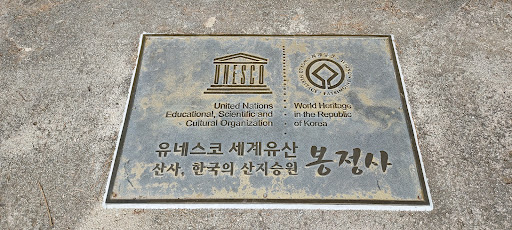 UNESCO
United Nations
Educational, Scientific and
Cultural Organization
World Heritage
in the Republic
of Korea
유네스코 세계유산
산사, 한국의 산지승원 봉정사